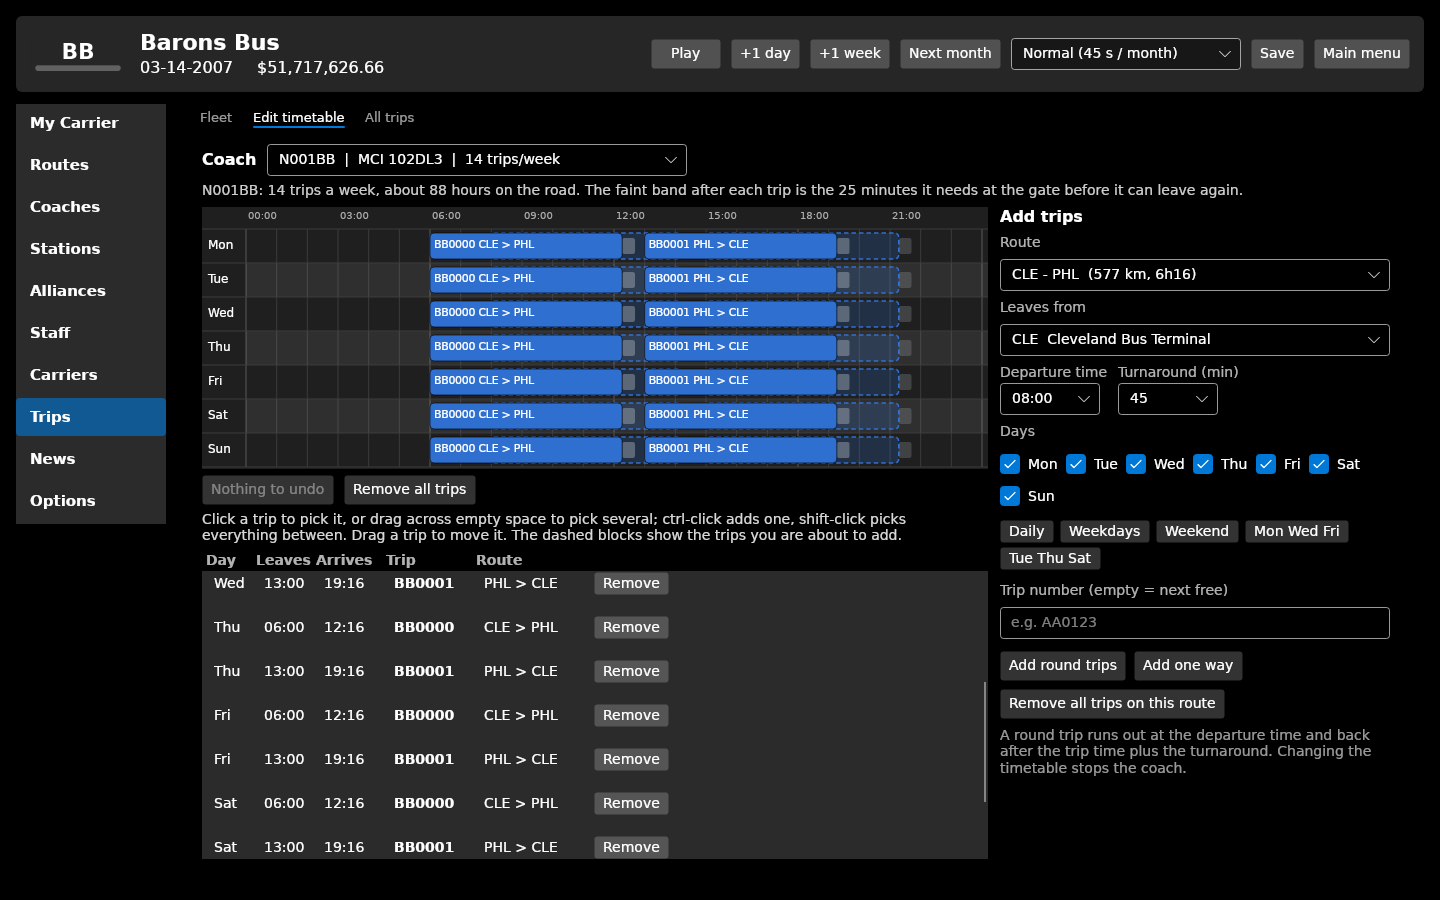 BB
Barons Bus
03-14-2007 $51,717,626.66
Play +1 day +1 week Next month Normal (45 s / month) Save Main menu
My Carrier
Routes
Coaches
Stations
Alliances
Staff
Carriers
Trips
News
Options
Fleet Edit timetable All trips
Coach N001BB | MCI 102DL3 | 14 trips/week
N001BB: 14 trips a week, about 88 hours on the road. The faint band after each trip is the 25 minutes it needs at the gate before it can leave again.
00:00 03:00 06:00 09:00 12:00 15:00 18:00 21:00
Mon BB0000 CLE > PHL BB0001 PHL > CLE
Tue BB0000 CLE > PHL BB0001 PHL > CLE
Wed BB0000 CLE > PHL BB0001 PHL > CLE
Thu BB0000 CLE > PHL BB0001 PHL > CLE
Fri BB0000 CLE > PHL BB0001 PHL > CLE
Sat BB0000 CLE > PHL BB0001 PHL > CLE
Sun BB0000 CLE > PHL BB0001 PHL > CLE
Nothing to undo Remove all trips
Click a trip to pick it, or drag across empty space to pick several; ctrl-click adds one, shift-click picks
everything between. Drag a trip to move it. The dashed blocks show the trips you are about to add.
Day Leaves Arrives Trip Route
Wed 13:00 19:16 BB0001 PHL > CLE Remove
Thu 06:00 12:16 BB0000 CLE > PHL Remove
Thu 13:00 19:16 BB0001 PHL > CLE Remove
Fri 06:00 12:16 BB0000 CLE > PHL Remove
Fri 13:00 19:16 BB0001 PHL > CLE Remove
Sat 06:00 12:16 BB0000 CLE > PHL Remove
Sat 13:00 19:16 BB0001 PHL > CLE Remove
Add trips
Route
CLE - PHL (577 km, 6h16)
Leaves from
CLE Cleveland Bus Terminal
Departure time Turnaround (min)
08:00 45
Days
Mon Tue Wed Thu Fri Sat
Sun
Daily Weekdays Weekend Mon Wed Fri
Tue Thu Sat
Trip number (empty = next free)
e.g. AA0123
Add round trips Add one way
Remove all trips on this route
A round trip runs out at the departure time and back
after the trip time plus the turnaround. Changing the
timetable stops the coach.